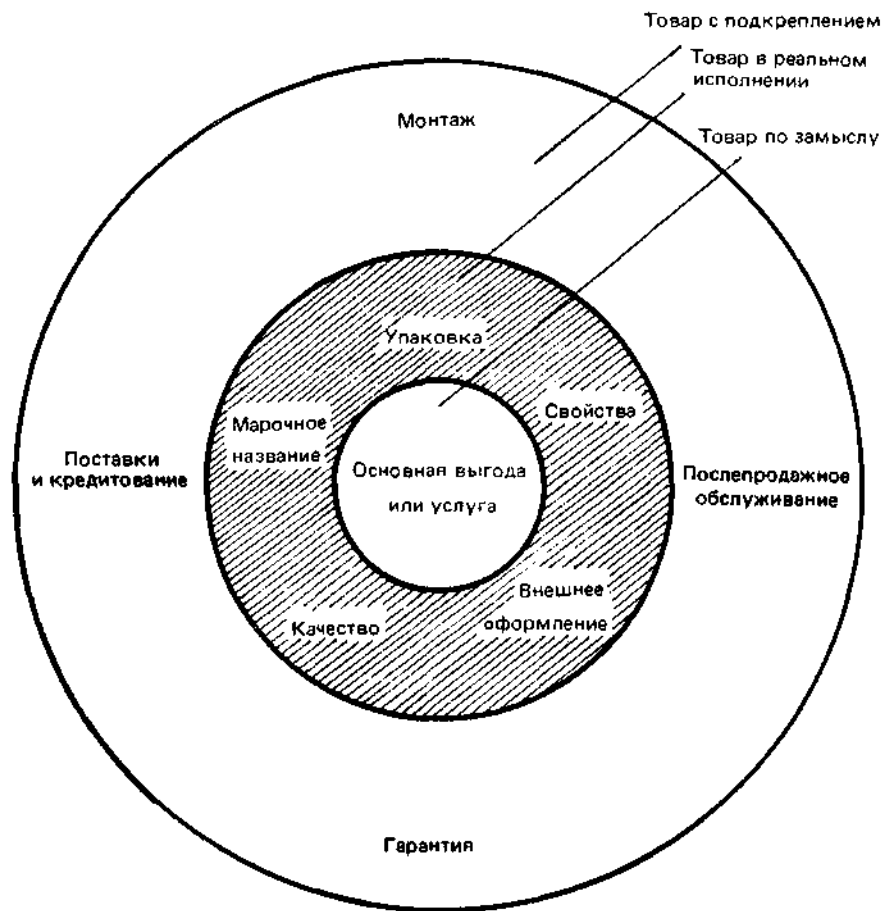 Товар с подкреплением
Товар в реальном
исполнении
Товар по замыслу
Монтаж
Упаковка
Свойства
Марочное
название
Поставки
и кредитование
Основная выгода
или услуга
Послепродажное
обслуживание
Внешнее
оформление
Качество
Гарантия